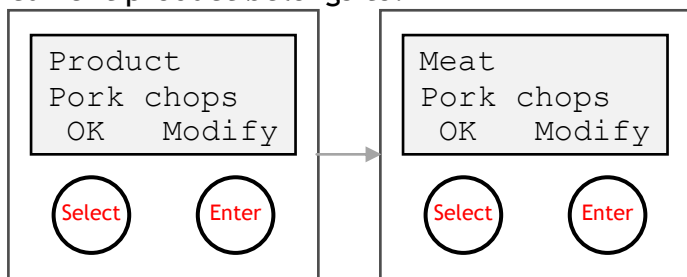 Product
Pork chops
OK Modify
Select Enter
Meat
Pork chops
OK Modify
Select Enter